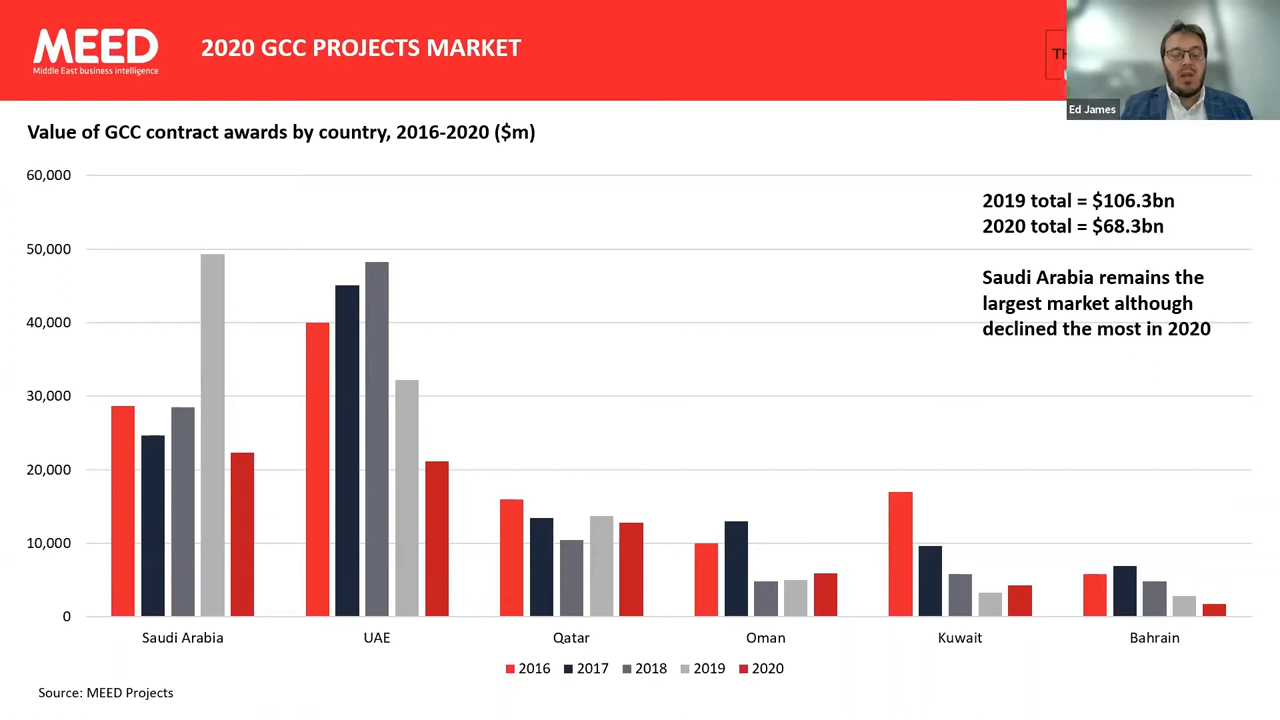 MEED
Middle East business intelligence
2020 GCC PROJECTS MARKET
Ed James
Value of GCC contract awards by country, 2016-2020 ($m)
60,000
50,000
40,000
30,000
20,000
10,000
0
2019 total = $106.3bn
2020 total = $68.3bn
Saudi Arabia remains the
largest market although
declined the most in 2020
Saudi Arabia
UAE
Qatar
Oman
Kuwait
Bahrain
2016 2017 2018 2019 2020
Source: MEED Projects